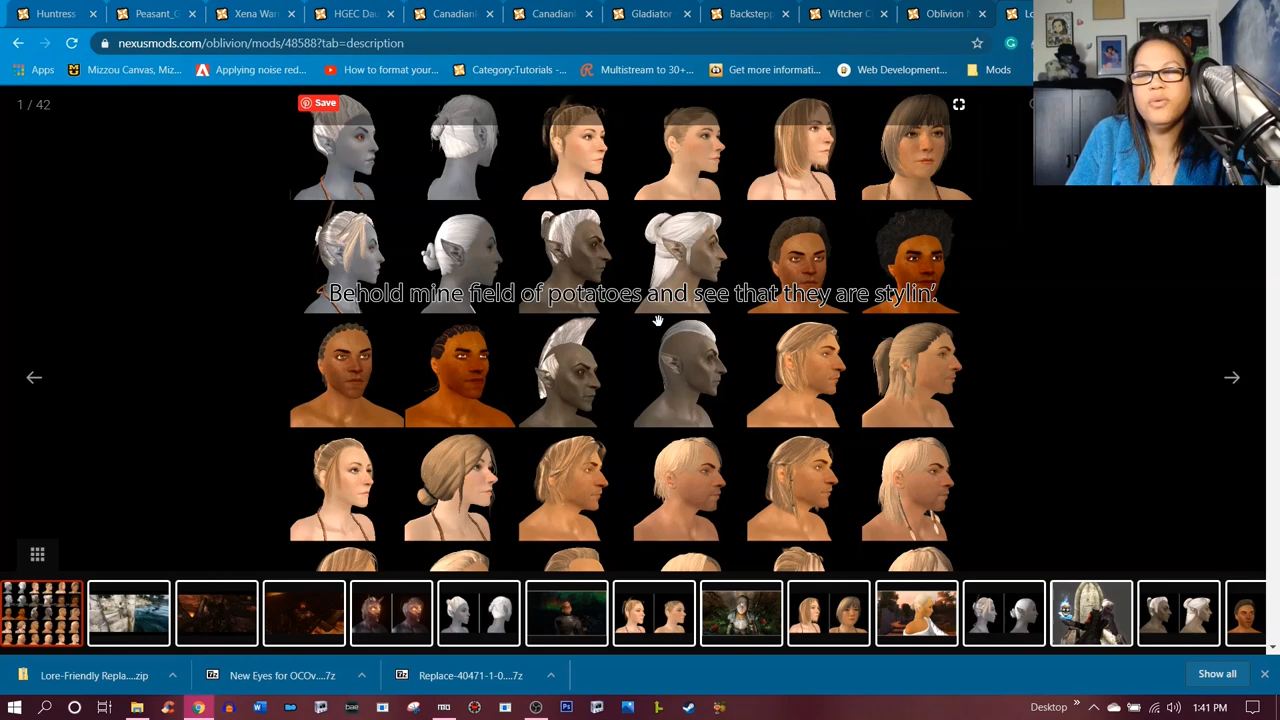 Huntress
Peasant_G
Xena War
HGEC Dau
Canadian
Canadian
Gladiator
Backstepp
Witcher C
Oblivion N
Lo
nexusmods.com/oblivion/mods/48588?tab=description
Apps
Mizzou Canvas, Miz...
Applying noise red...
How to format your...
Category:Tutorials -...
Multistream to 30+...
Get more informati...
Web Development...
Mods
1 / 42
Save
Behold mine field of potatoes and see that they are stylin’.
Lore-Friendly Repla....zip
New Eyes for OCOv....7z
Replace-40471-1-0....7z
Show all
Desktop
1:41 PM